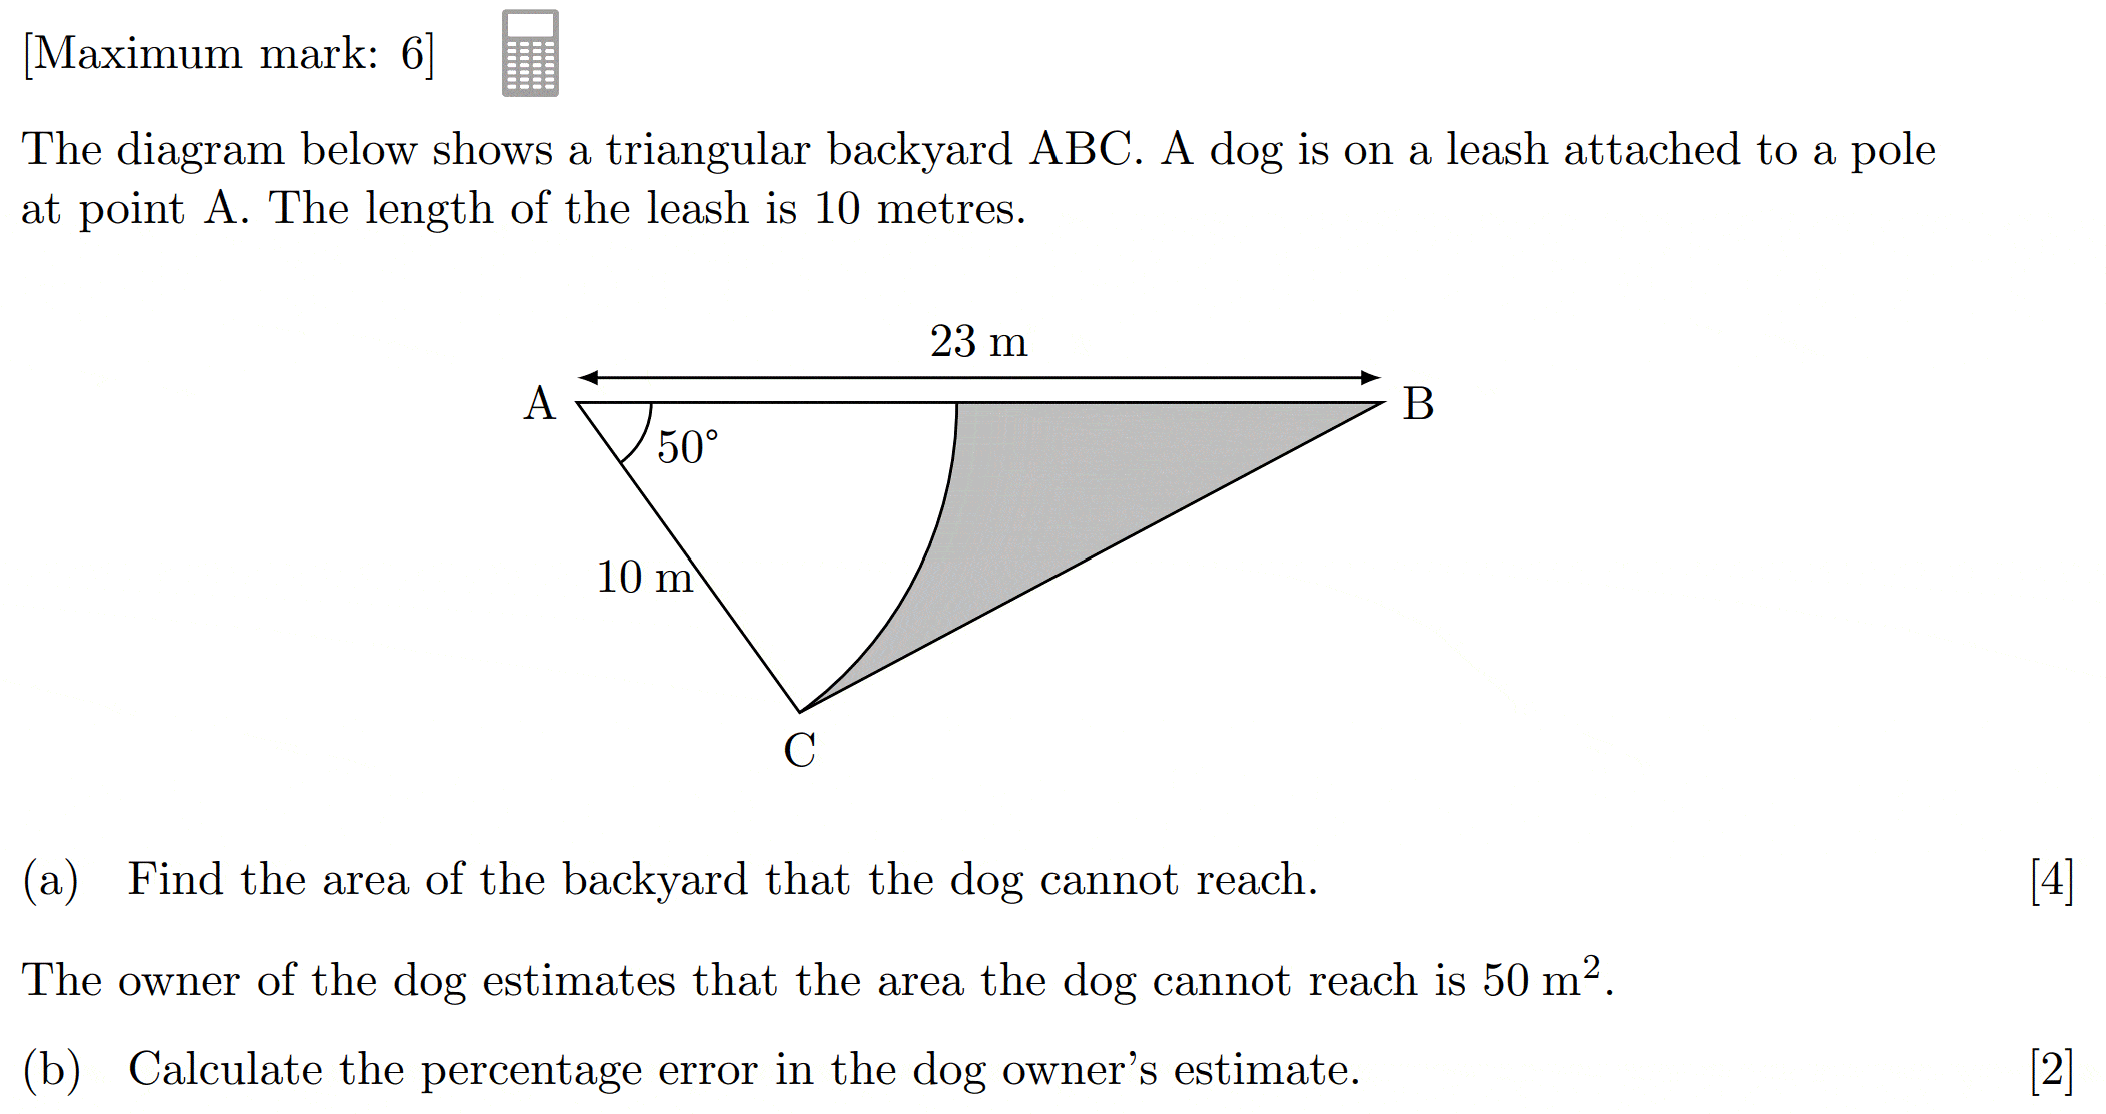 [Maximum mark: 6]
The diagram below shows a triangular backyard ABC. A dog is on a leash attached to a pole
at point A. The length of the leash is 10 metres.
23 m
A
B
50°
10 m
C
(a) Find the area of the backyard that the dog cannot reach. [4]
The owner of the dog estimates that the area the dog cannot reach is 50 m².
(b) Calculate the percentage error in the dog owner's estimate. [2]